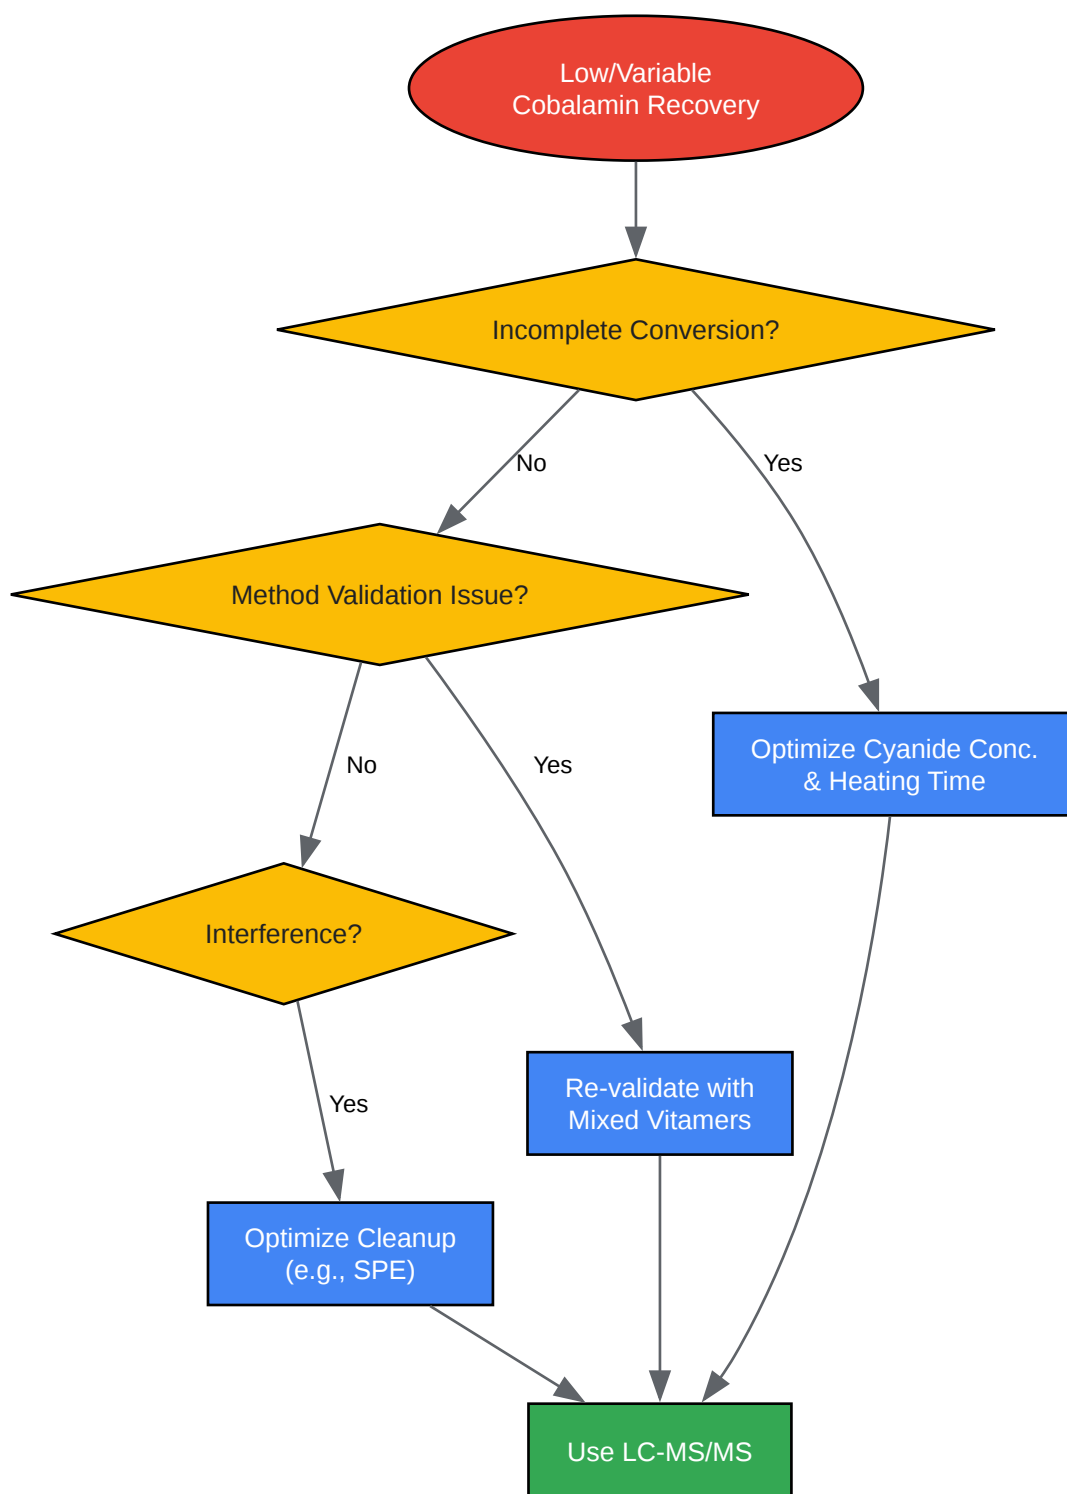 Low/Variable
Cobalamin Recovery
Incomplete Conversion?
No
Yes
Method Validation Issue?
Optimize Cyanide Conc.
& Heating Time
No
Yes
Interference?
Re-validate with
Mixed Vitamers
Yes
Optimize Cleanup
(e.g., SPE)
Use LC-MS/MS